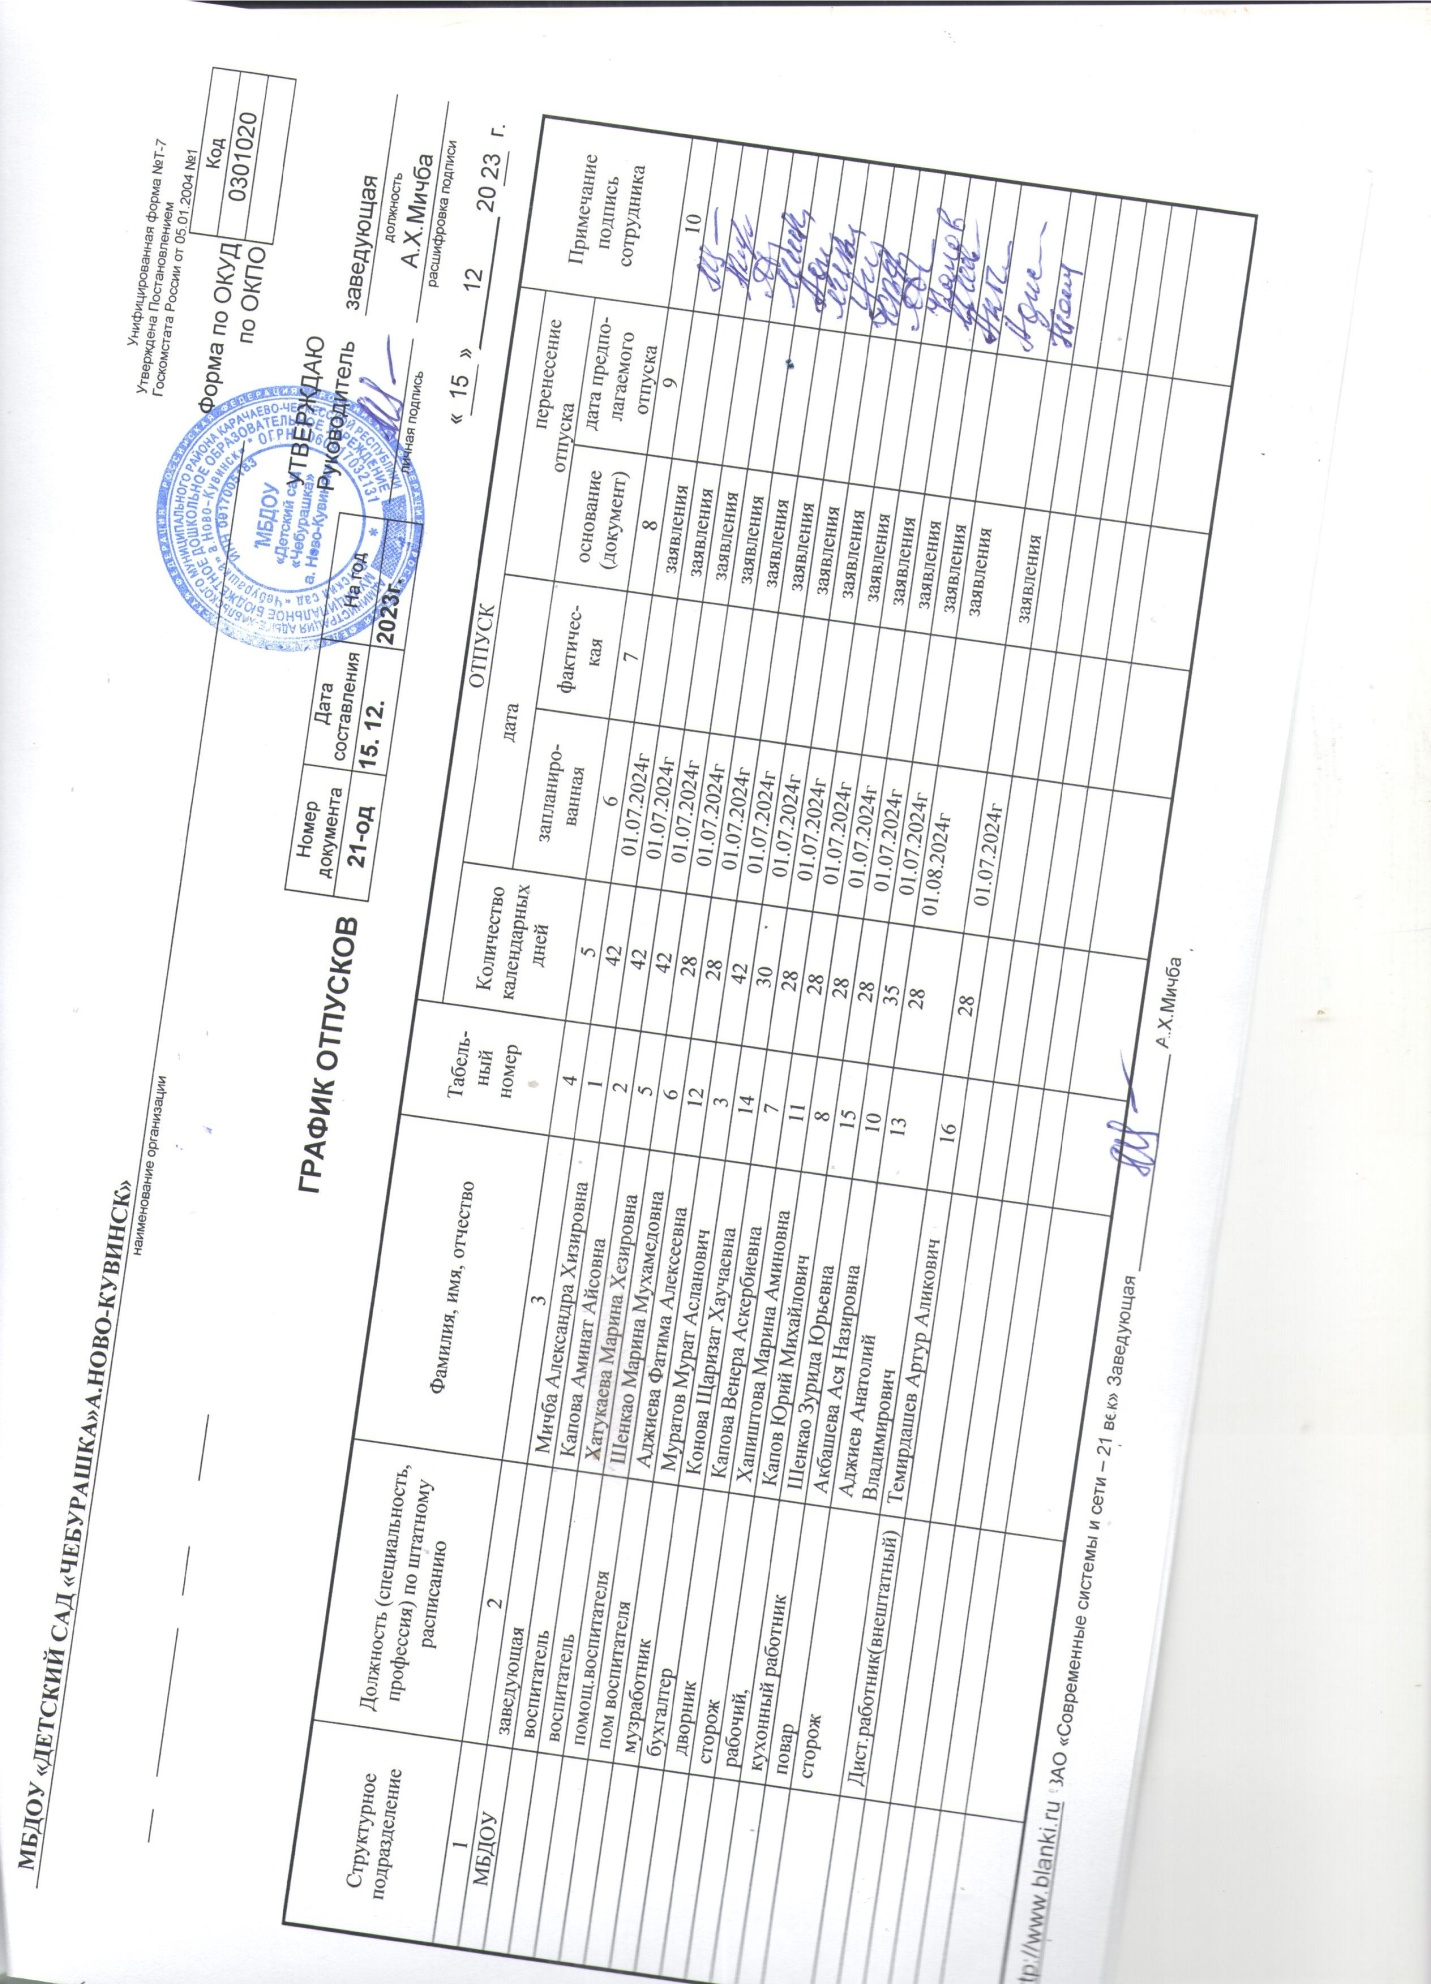 Унифицированная форма №Т-7
Утверждена Постановлением
Госкомстата России от 05.01.2004 №1
Код
Форма по ОКУД 0301020
по ОКПО
МБДОУ «ДЕТСКИЙ САД «ЧЕБУРАШКА»А.НОВО-КУВИНСК»
наименование организации
УТВЕРЖДАЮ
Руководитель заведующая
должность
А.Х.Мичба
личная подпись расшифровка подписи
« 15 » 12 20 23 г.
МБДОУ
«Детский сад
«Чебурашка»
а. Ново-Кувинск
ГРАФИК ОТПУСКОВ
Номер документа Дата составления На год
21-од 15. 12. 2023г.
Структурное подразделение Должность (специальность, профессия) по штатному расписанию Фамилия, имя, отчество Табель-ный номер ОТПУСК Примечание подпись сотрудника
Количество календарных дней дата перенесение отпуска
запланиро-ванная фактичес-кая основание (документ) дата предпо-лагаемого отпуска
1 2 3 4 5 6 7 8 9 10
МБДОУ заведующая Мичба Александра Хизировна 1 42 01.07.2024г заявления
воспитатель Капова Аминат Айсовна 2 42 01.07.2024г заявления
воспитатель Хатукаева Марина Хезировна 5 42 01.07.2024г заявления
помощ.воспитателя Шенкао Марина Мухамедовна 6 28 01.07.2024г заявления
пом воспитателя Аджиева Фатима Алексеевна 12 28 01.07.2024г заявления
музработник Муратов Мурат Асланович 3 42 01.07.2024г заявления
бухгалтер Конова Щаризат Хаучаевна 14 30 01.07.2024г заявления
дворник Капова Венера Аскербиевна 7 28 01.07.2024г заявления
сторож Хапиштова Марина Аминовна 11 28 01.07.2024г заявления
рабочий, Капов Юрий Михайлович 8 28 01.07.2024г заявления
кухонный работник Шенкао Зурида Юрьевна 15 28 01.07.2024г заявления
повар Акбашева Ася Назировна 10 35 01.07.2024г заявления
сторож Аджиев Анатолий 13 28 01.08.2024г заявления
Владимирович
Дист.работник(внештатный) Темирдашев Артур Аликович 16 28 01.07.2024г заявления
tp://www.blanki.ru ЗАО «Современные системы и сети – 21 век» Заведующая А.Х.Мичба